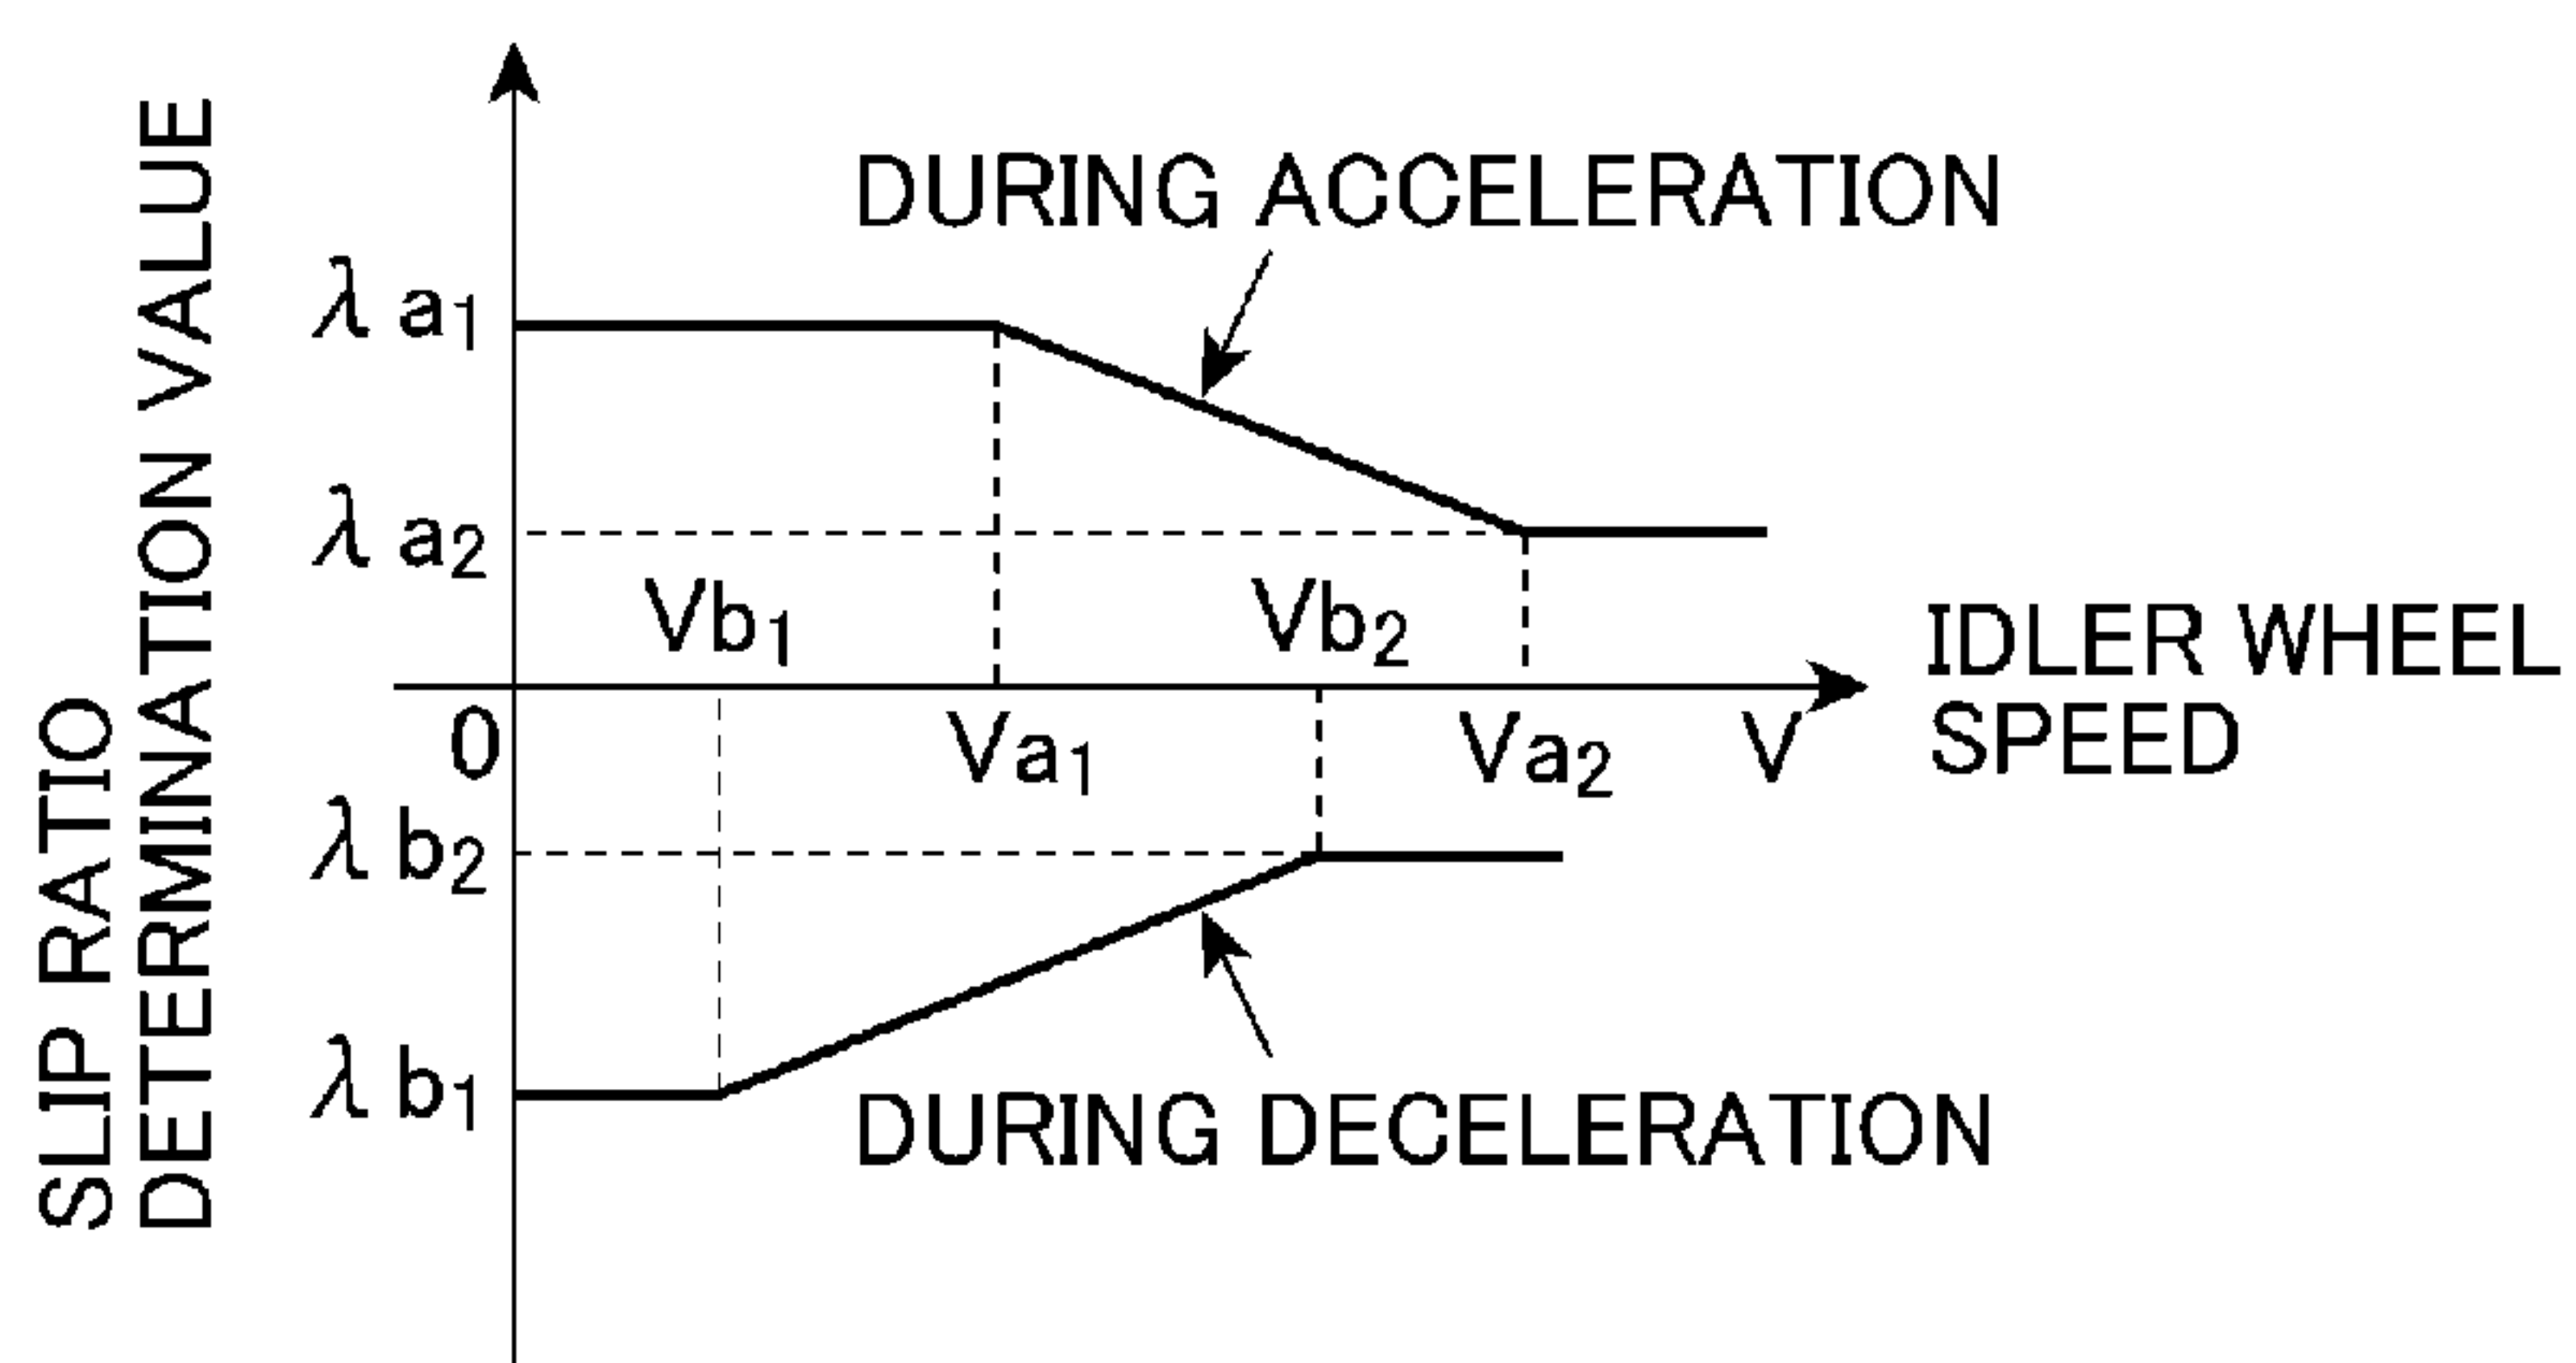 SLIP RATIO
DETERMINATION VALUE
DURING ACCELERATION
λa₁
λa₂
Vb₁
Vb₂
IDLER WHEEL
SPEED
0
Va₁
Va₂
V
λb₂
λb₁
DURING DECELERATION